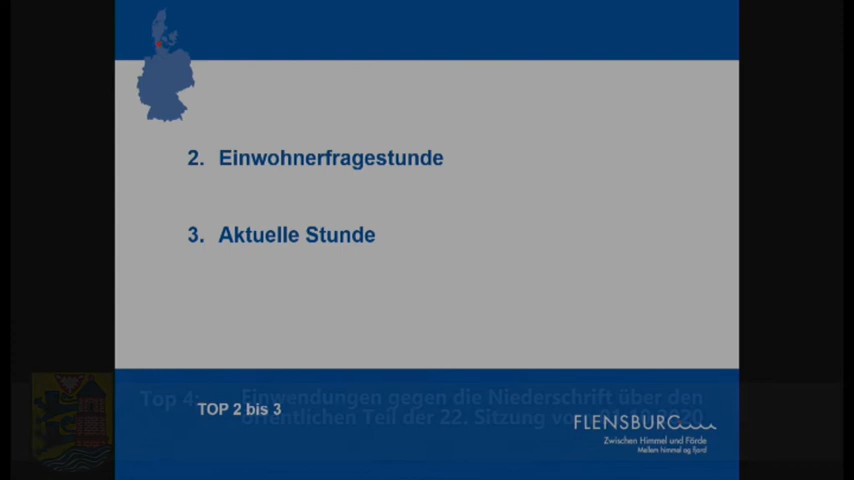 2. Einwohnerfragestunde
3. Aktuelle Stunde
Top 4: Einwendungen gegen die Niederschrift über den
öffentlichen Teil der 22. Sitzung vom
TOP 2 bis 3
FLENSBURG
Zwischen Himmel und Förde
Mellem himmel og fjord